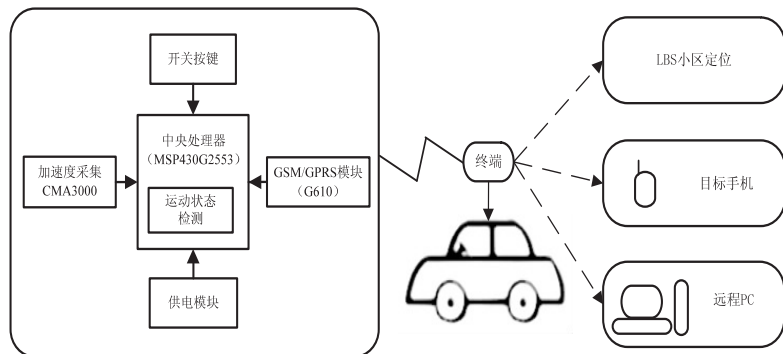 开关按键
中央处理器
（MSP430G2553）
运动状态
检测
加速度采集
CMA3000
GSM/GPRS模块
（G610）
供电模块
终端
LBS小区定位
目标手机
远程PC